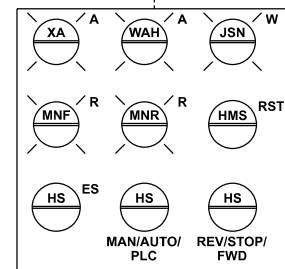 XA A WAH A JSN W
MNF R MNR R HMS RST
HS ES HS HS
MAN/AUTO/ REV/STOP/
PLC FWD